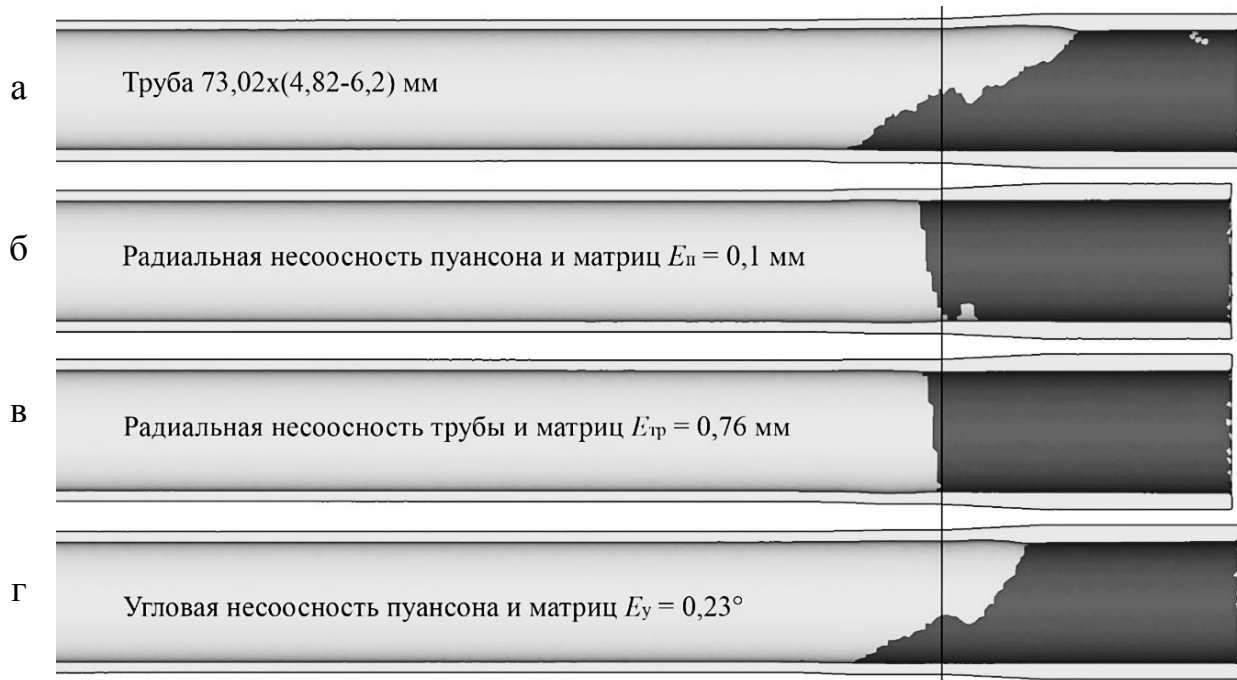 а
Труба 73,02х(4,82-6,2) мм
б
Радиальная несоосность пуансона и матриц Eп = 0,1 мм
в
Радиальная несоосность трубы и матриц Eтр = 0,76 мм
г
Угловая несоосность пуансона и матриц Eу = 0,23°